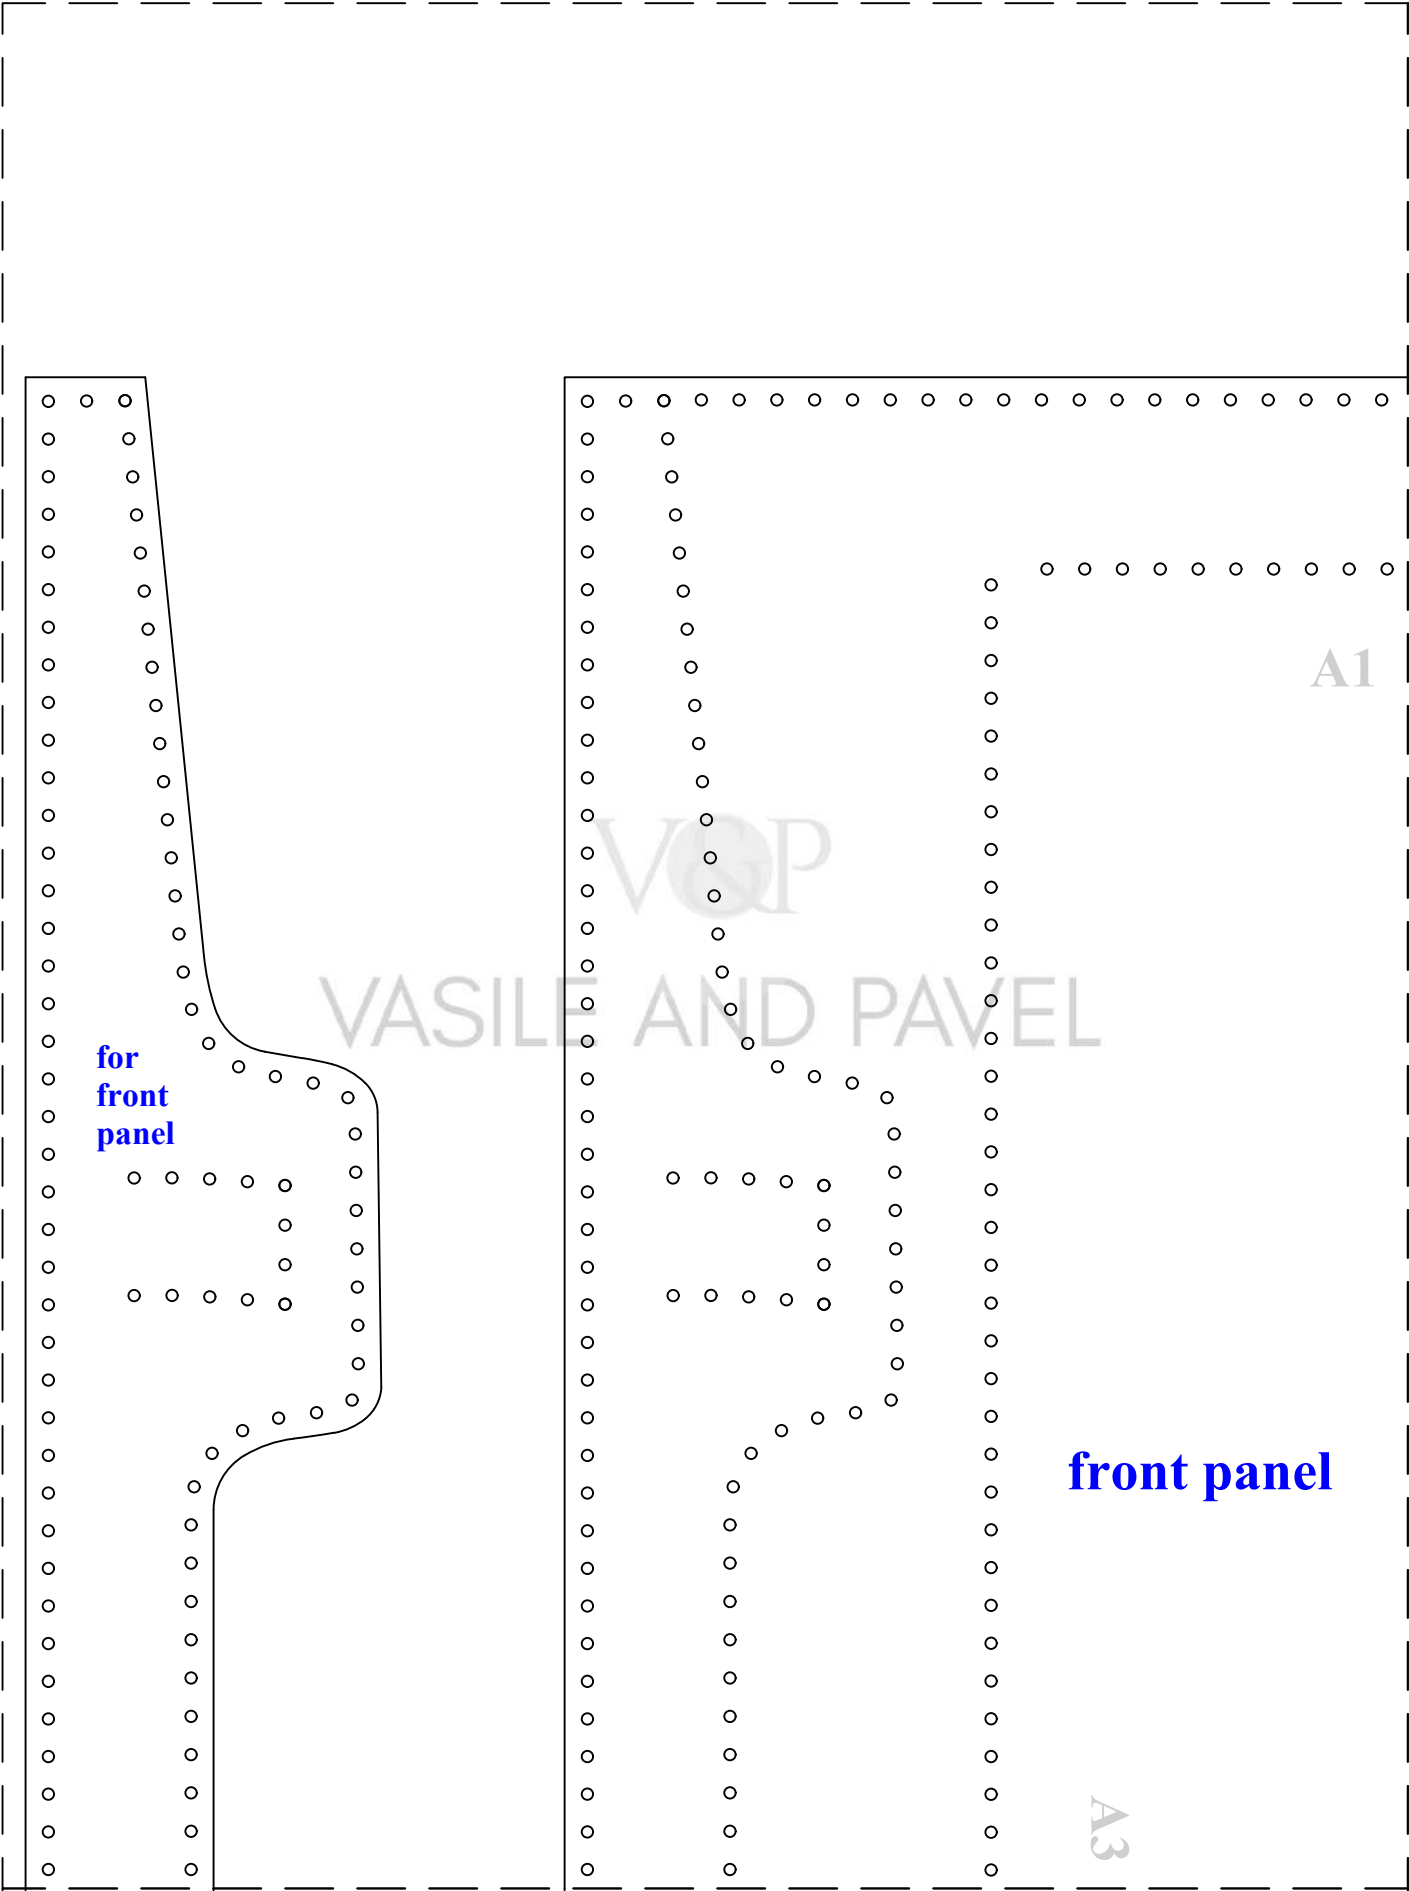 A1
V&P
VASILE AND PAVEL
for
front
panel
front panel
A3